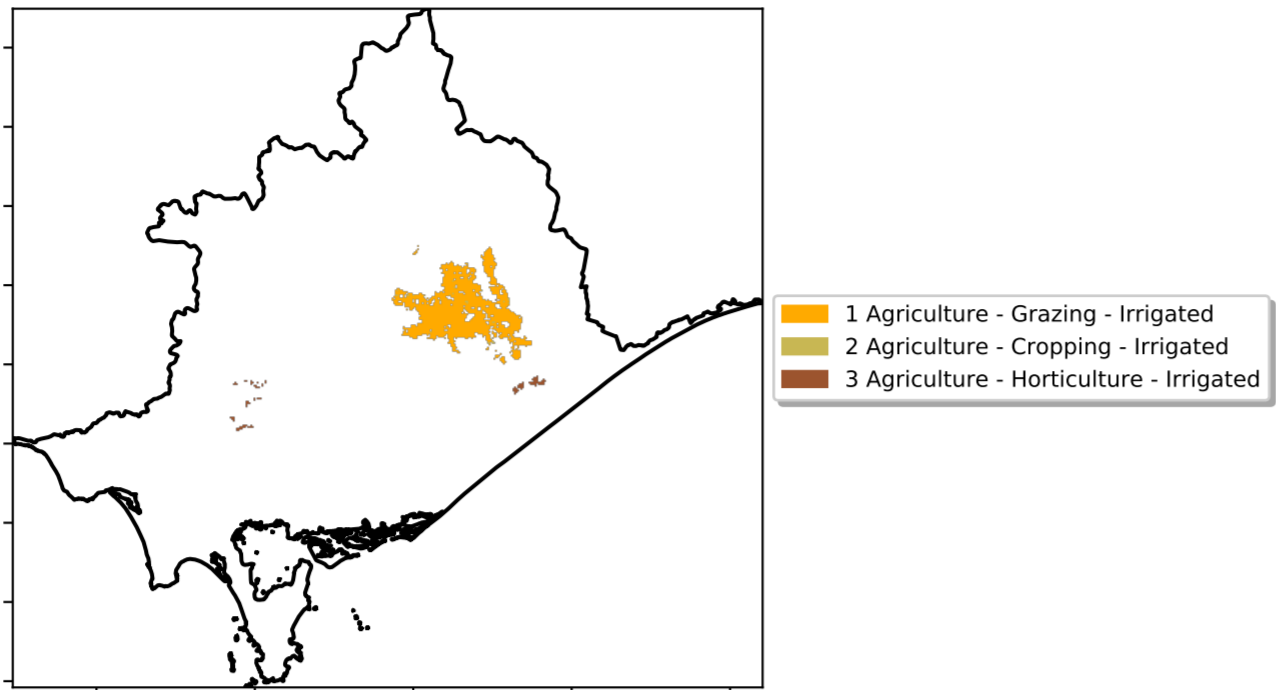 1 Agriculture - Grazing - Irrigated
2 Agriculture - Cropping - Irrigated
3 Agriculture - Horticulture - Irrigated